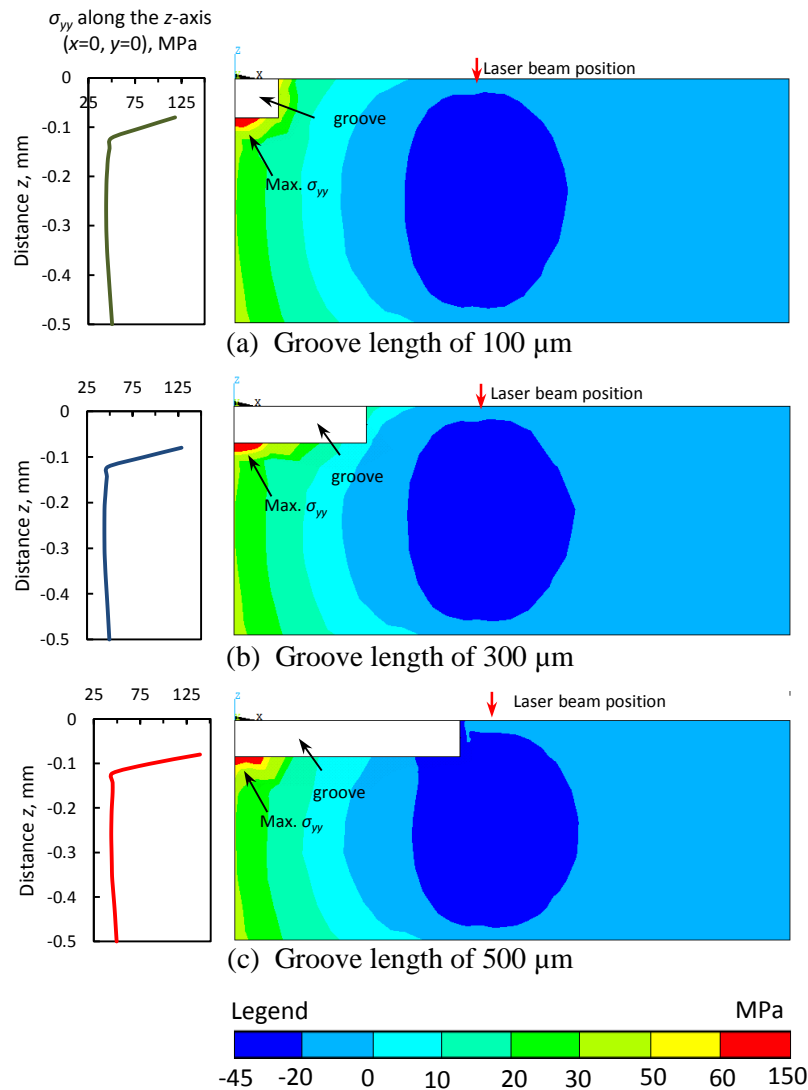 σyy along the z-axis
(x=0, y=0), MPa
25 75 125
0
-0.1
-0.2
-0.3
-0.4
-0.5
Distance z, mm
z
x
Laser beam position
groove
Max. σyy
(a) Groove length of 100 µm
25 75 125
0
-0.1
-0.2
-0.3
-0.4
-0.5
Distance z, mm
z
x
Laser beam position
groove
Max. σyy
(b) Groove length of 300 µm
25 75 125
0
-0.1
-0.2
-0.3
-0.4
-0.5
Distance z, mm
z
x
Laser beam position
groove
Max. σyy
(c) Groove length of 500 µm
Legend MPa
-45 -20 0 10 20 30 50 60 150